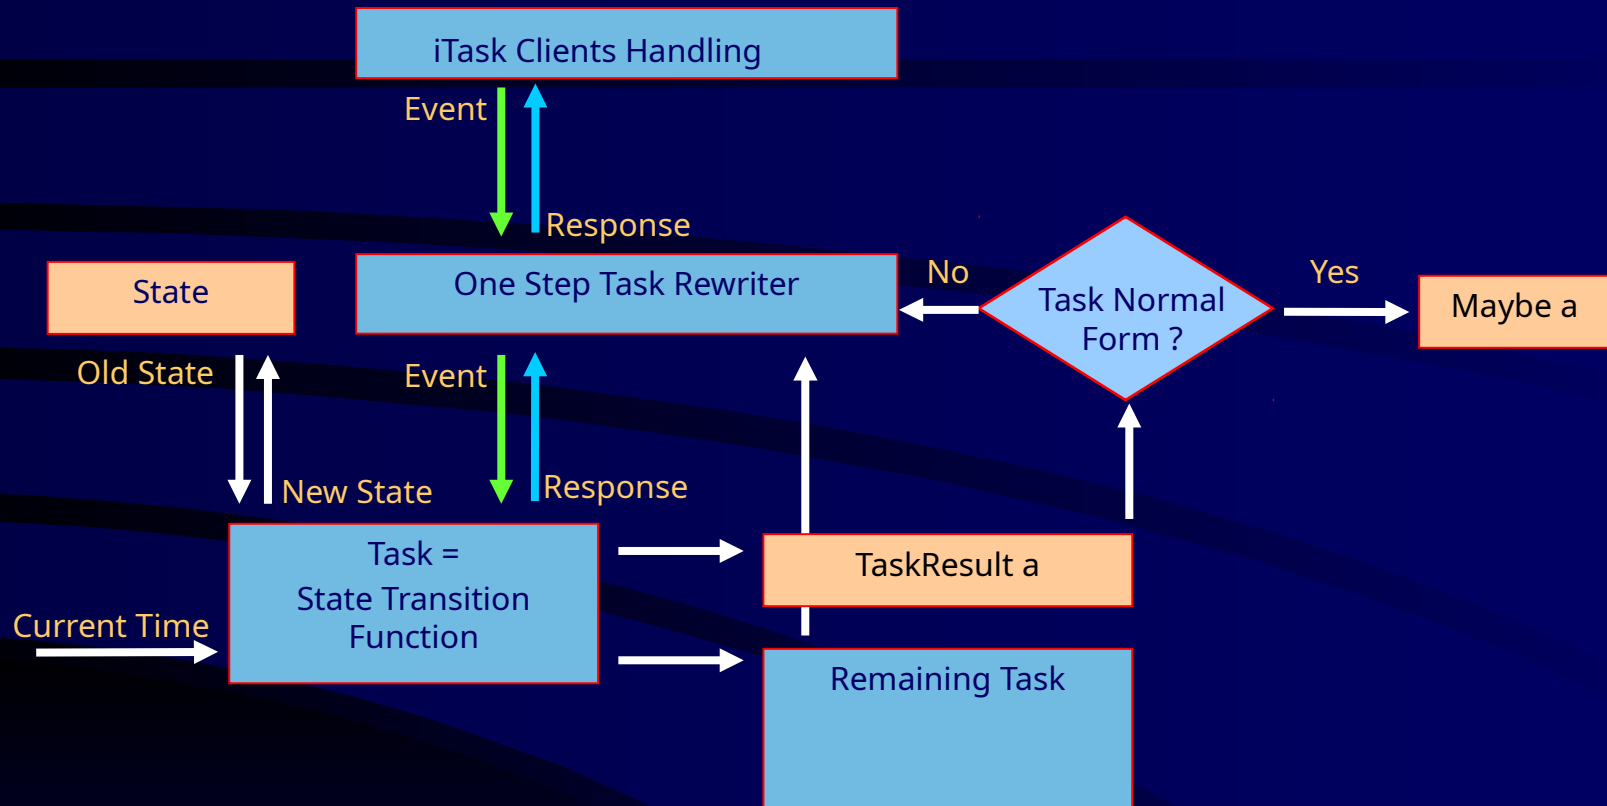 iTask Clients Handling
Event
Response
State
One Step Task Rewriter
No
Task Normal
Form ?
Yes
Maybe a
Old State
Event
New State
Response
Task =
State Transition
Function
TaskResult a
Current Time
Remaining Task